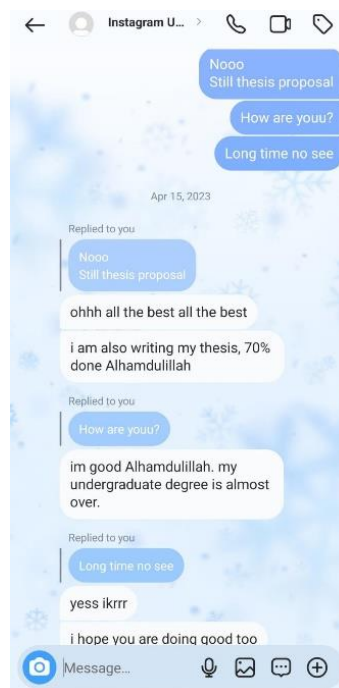 Instagram U...
Nooo
Still thesis proposal
How are youu?
Long time no see
Apr 15, 2023
Replied to you
Nooo
Still thesis proposal
ohhh all the best all the best
i am also writing my thesis, 70%
done Alhamdulillah
Replied to you
How are youu?
im good Alhamdulillah. my
undergraduate degree is almost
over.
Replied to you
Long time no see
yess ikrrr
i hope you are doing good too
Message...